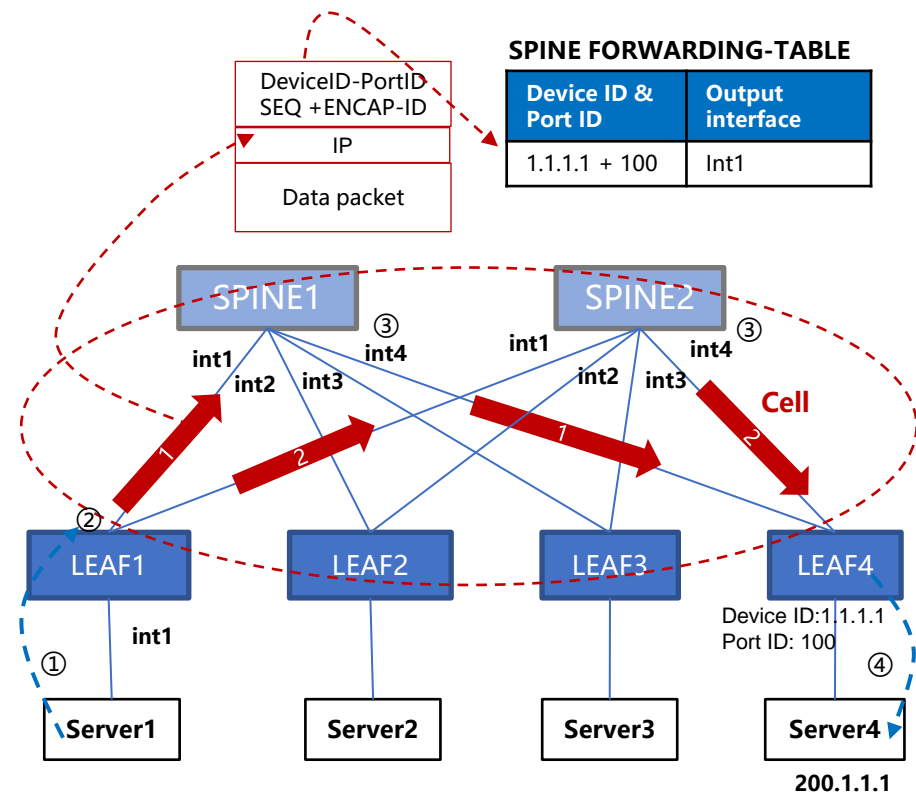 SPINE FORWARDING-TABLE
DeviceID-PortID
SEQ +ENCAP-ID
IP
Data packet
Device ID &
Port ID
Output
interface
1.1.1.1 + 100
Int1
SPINE1
SPINE2
③
③
int1
int2
int3
int4
int1
int2
int3
int4
Cell
1
2
1
2
②
LEAF1
LEAF2
LEAF3
LEAF4
int1
Device ID:1.1.1.1
Port ID: 100
①
④
Server1
Server2
Server3
Server4
200.1.1.1